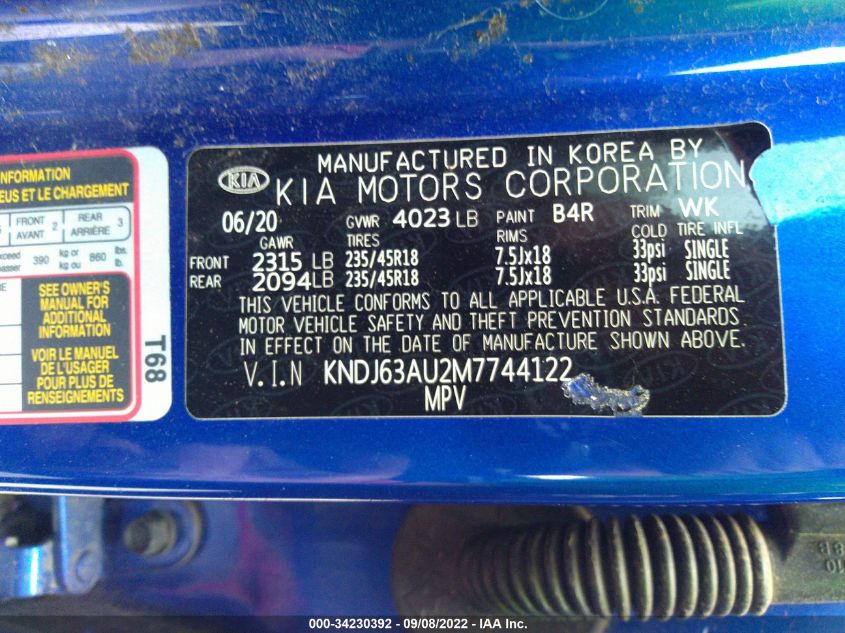 INFORMATION
EUS ET LE CHARGEMENT
FRONT
AVANT 2
REAR
ARRIÈRE 3
exceed
passer 390 kg or
kg ou 860 lbs.
lb.
SEE OWNER'S
MANUAL FOR
ADDITIONAL
INFORMATION
VOIR LE MANUEL
DE L'USAGER
POUR PLUS DE
RENSEIGNEMENTS
T68
KIA
MANUFACTURED IN KOREA BY
KIA MOTORS CORPORATION
06/20 GVWR 4023 LB PAINT B4R TRIM WK
GAWR TIRES RIMS COLD TIRE INFL
FRONT 2315 LB 235/45R18 7.5Jx18 33psi SINGLE
REAR 2094 LB 235/45R18 7.5Jx18 33psi SINGLE
THIS VEHICLE CONFORMS TO ALL APPLICABLE U.S.A. FEDERAL
MOTOR VEHICLE SAFETY AND THEFT PREVENTION STANDARDS
IN EFFECT ON THE DATE OF MANUFACTURE SHOWN ABOVE.
V.I.N KNDJ63AU2M7744122
MPV
000-34230392 - 09/08/2022 - IAA Inc.